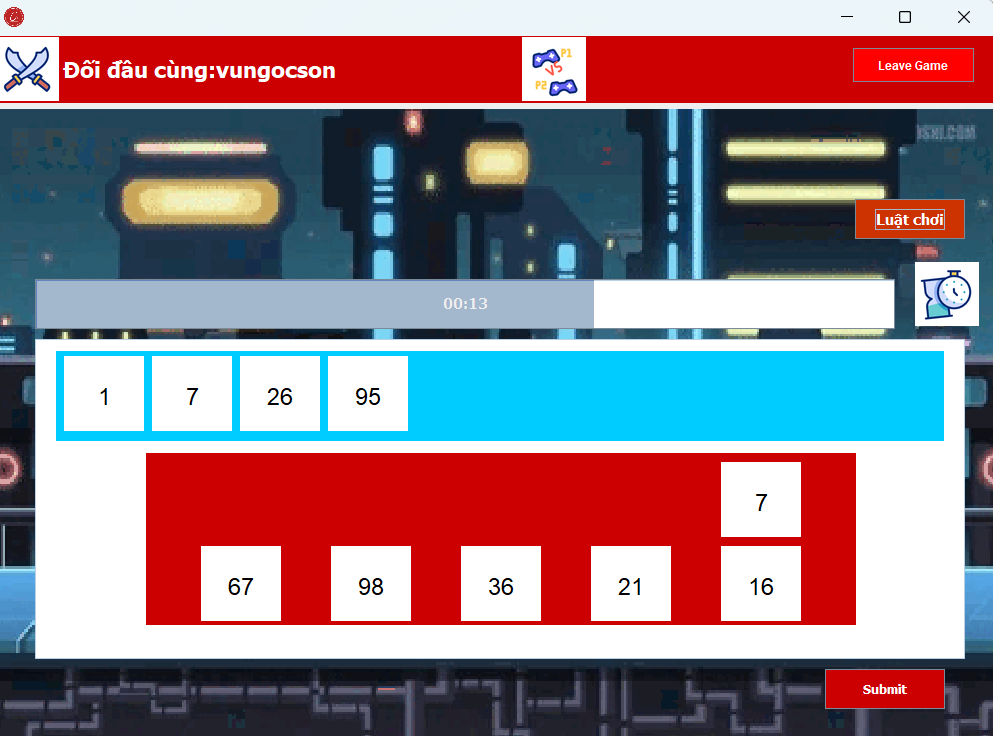 Đối đầu cùng:vungocson
P1
VS
P2
Leave Game
Luật chơi
00:13
1 7 26 95
7
67 98 36 21 16
Submit